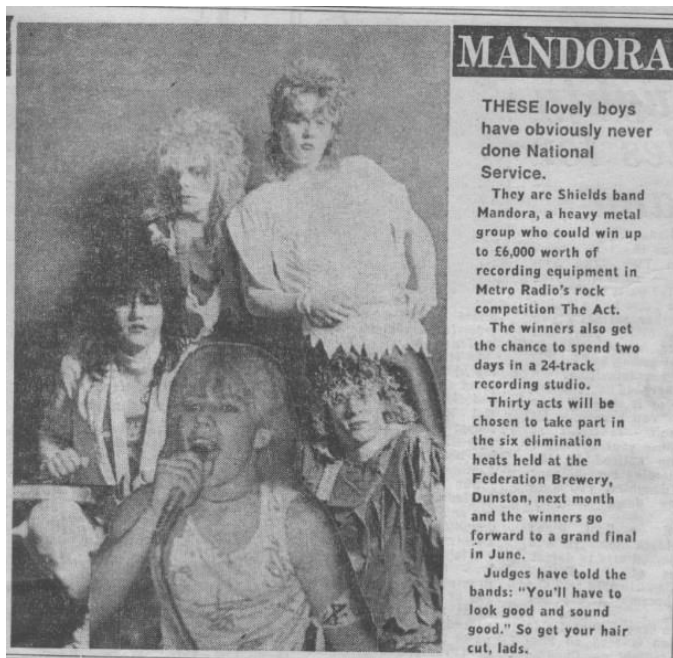 MANDORA
THESE lovely boys
have obviously never
done National
Service.
They are Shields band
Mandora, a heavy metal
group who could win up
to £6,000 worth of
recording equipment in
Metro Radio's rock
competition The Act.
The winners also get
the chance to spend two
days in a 24-track
recording studio.
Thirty acts will be
chosen to take part in
the six elimination
heats held at the
Federation Brewery,
Dunston, next month
and the winners go
forward to a grand final
in June.
Judges have told the
bands: "You'll have to
look good and sound
good." So get your hair
cut, lads.